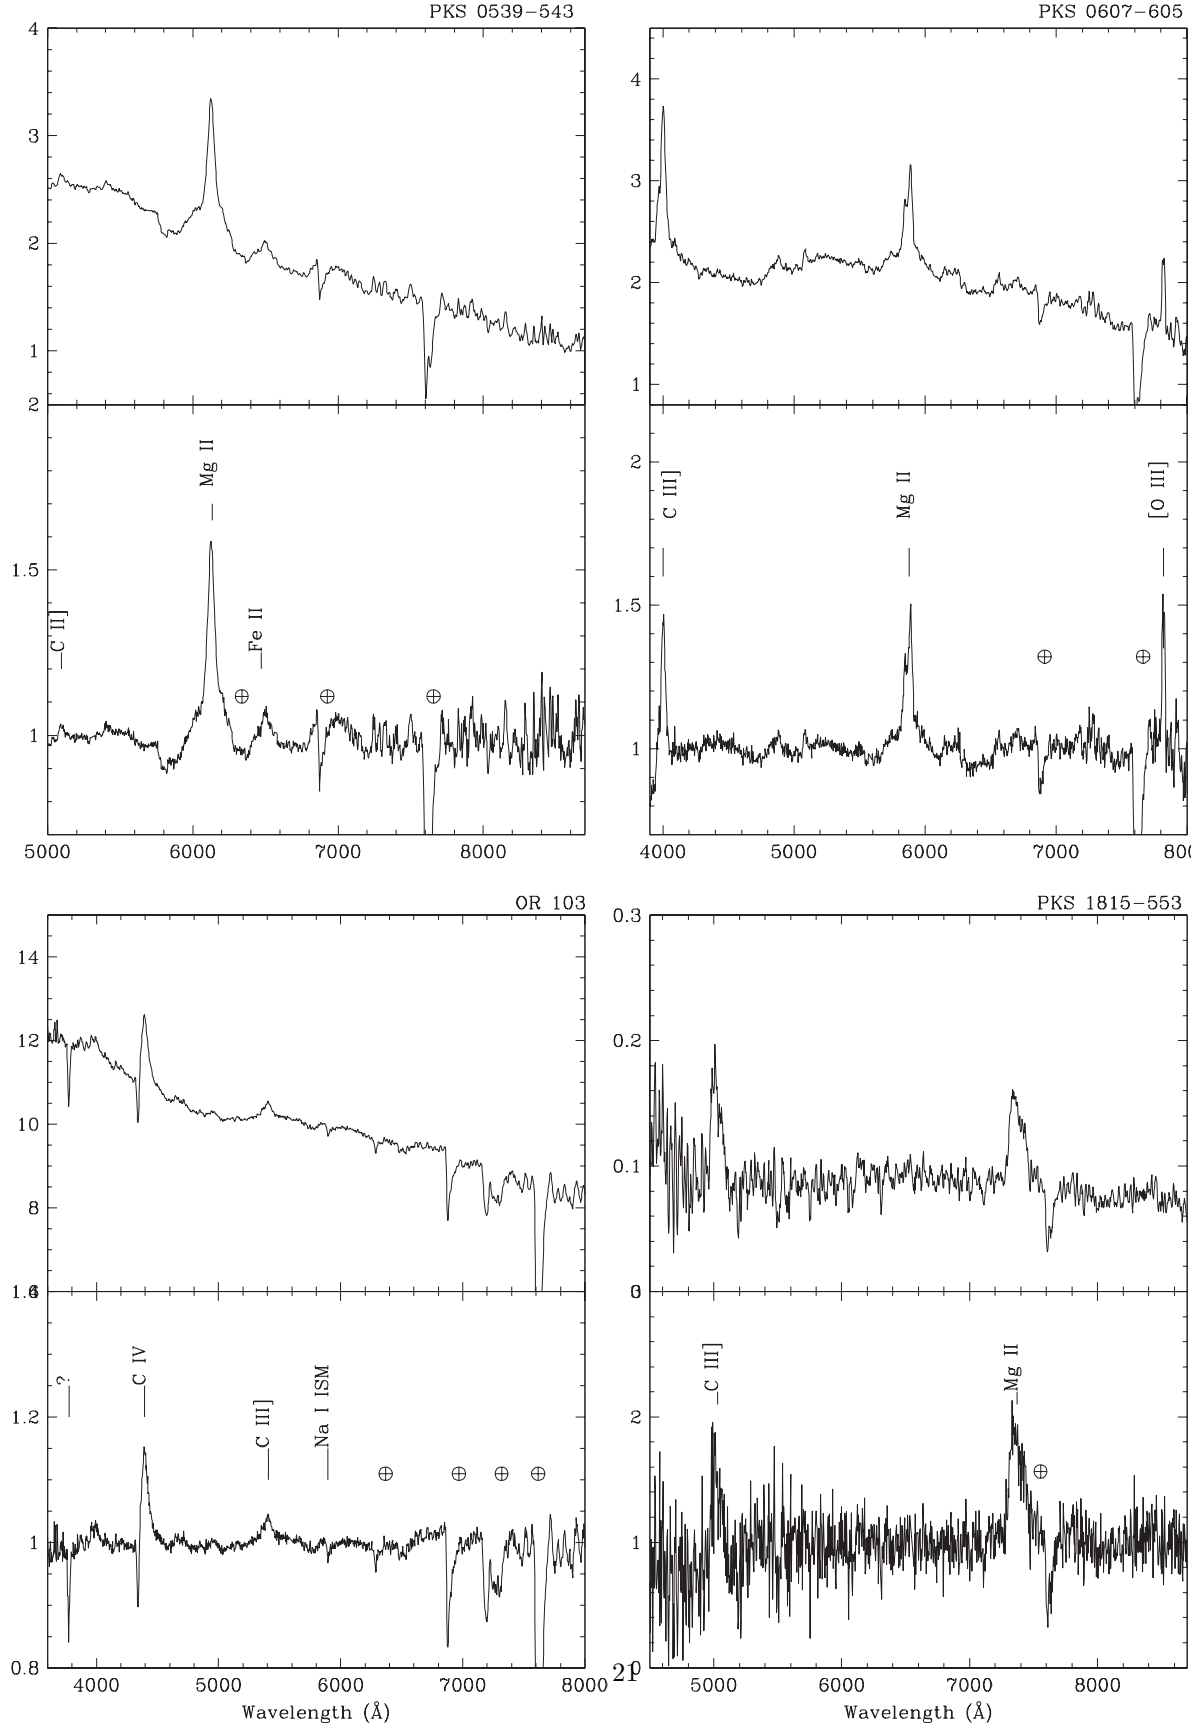 PKS 0539−543
PKS 0607−605
4
3
2
1
2
4
3
2
1
Mg II
C II]
Fe II
1.5
1
5000 6000 7000 8000
C III]
Mg II
[O III]
2
1.5
1
4000 5000 6000 7000
OR 103
PKS 1815−553
14
12
10
8
0.3
0.2
0.1
?
C IV
C III]
Na I ISM
1.2
1
0.8
4000 5000 6000 7000 8000
Wavelength (Å)
C III]
Mg II
2
1
0
5000 6000 7000 8000
Wavelength (Å)
21